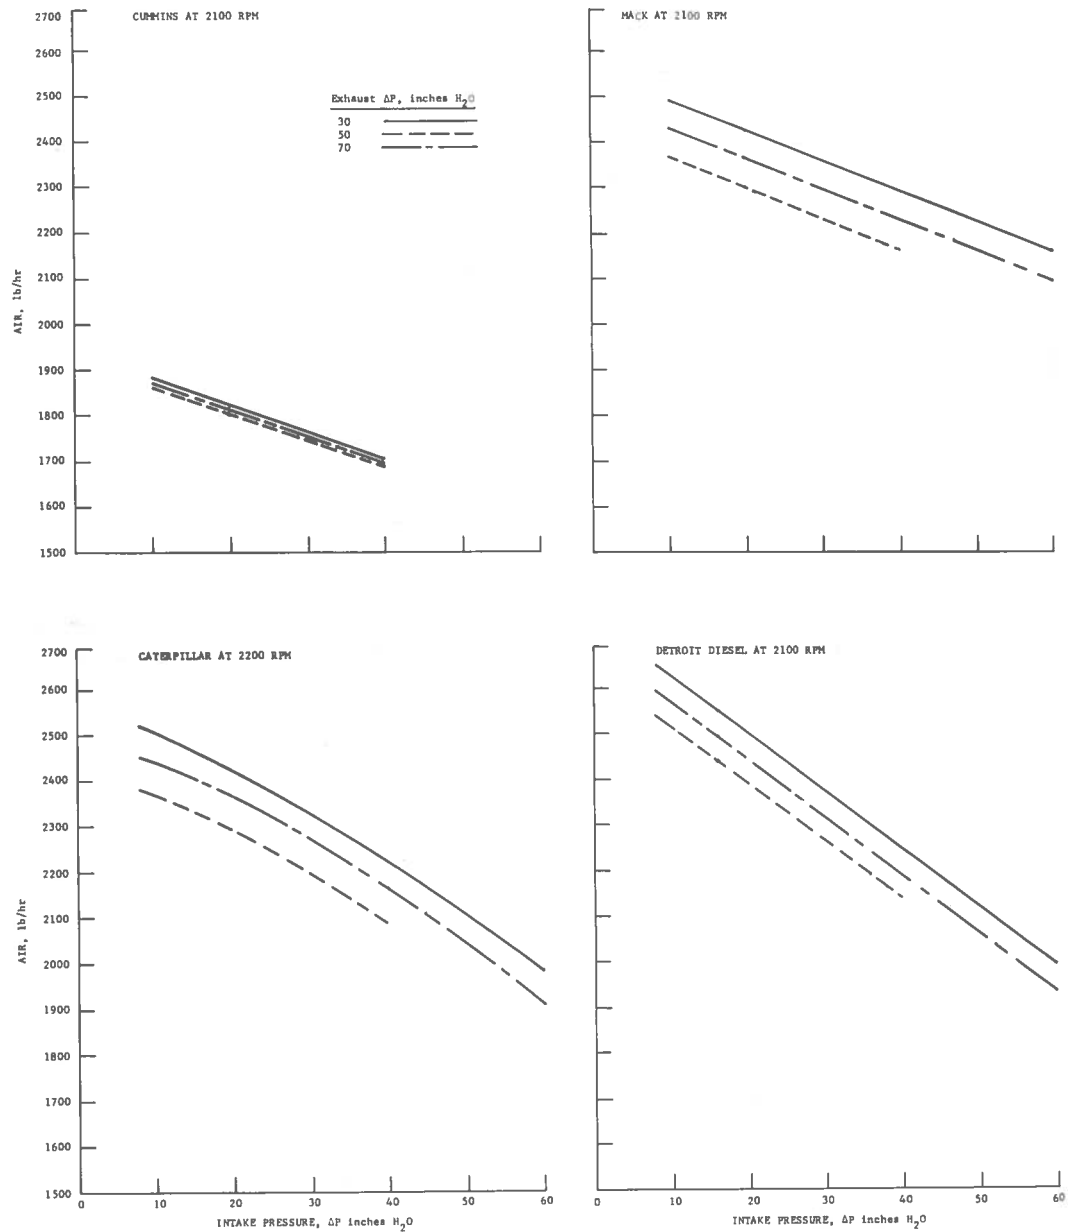 CUMMINS AT 2100 RPM
2700
2600
2500
2400
2300
2200
2100
2000
1900
1800
1700
1600
1500
AIR, lb/hr
Exhaust ΔP, inches H2O
30
50
70
MACK AT 2100 RPM
CATERPILLAR AT 2200 RPM
2700
2600
2500
2400
2300
2200
2100
2000
1900
1800
1700
1600
1500
AIR, lb/hr
0 10 20 30 40 50 60
INTAKE PRESSURE, ΔP inches H2O
DETROIT DIESEL AT 2100 RPM
0 10 20 30 40 50 60
INTAKE PRESSURE, ΔP inches H2O